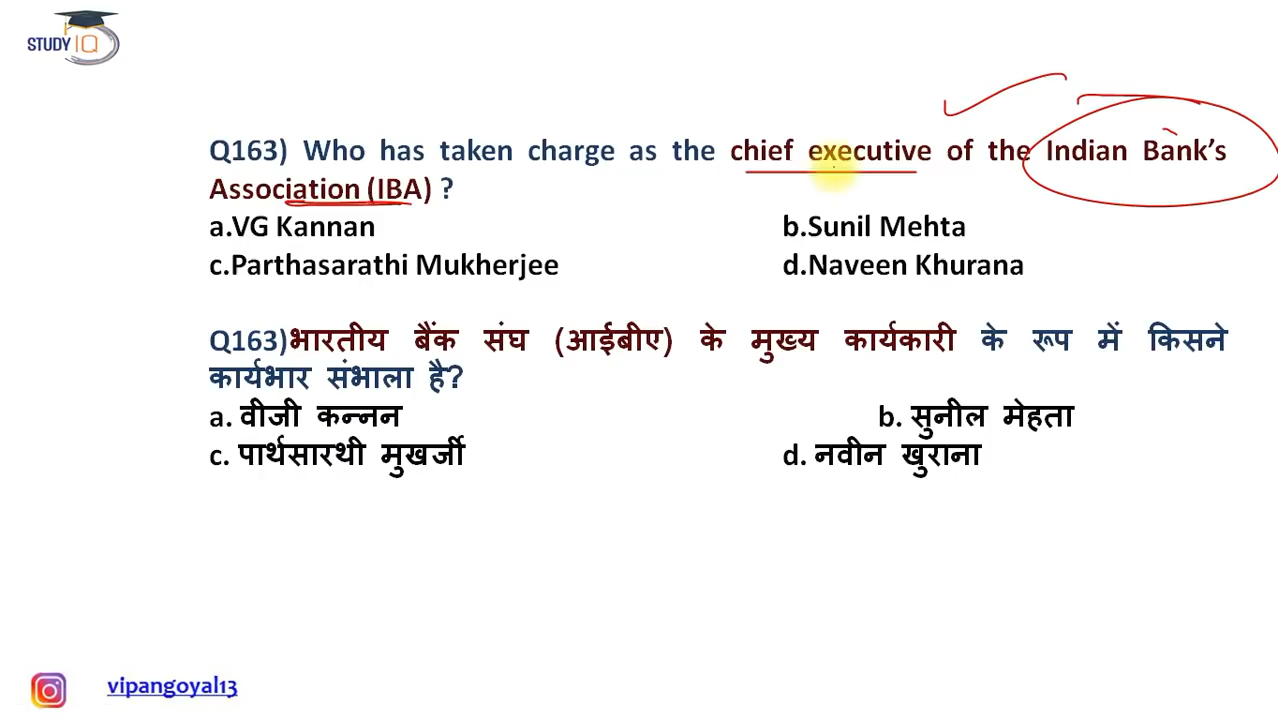 STUDY IQ
Q163) Who has taken charge as the chief executive of the Indian Bank’s
Association (IBA) ?
a.VG Kannan b.Sunil Mehta
c.Parthasarathi Mukherjee d.Naveen Khurana
Q163)भारतीय बैंक संघ (आईबीए) के मुख्य कार्यकारी के रूप में किसने
कार्यभार संभाला है?
a. वीजी कन्नन b. सुनील मेहता
c. पार्थसारथी मुखर्जी d. नवीन खुराना
vipangoyal13